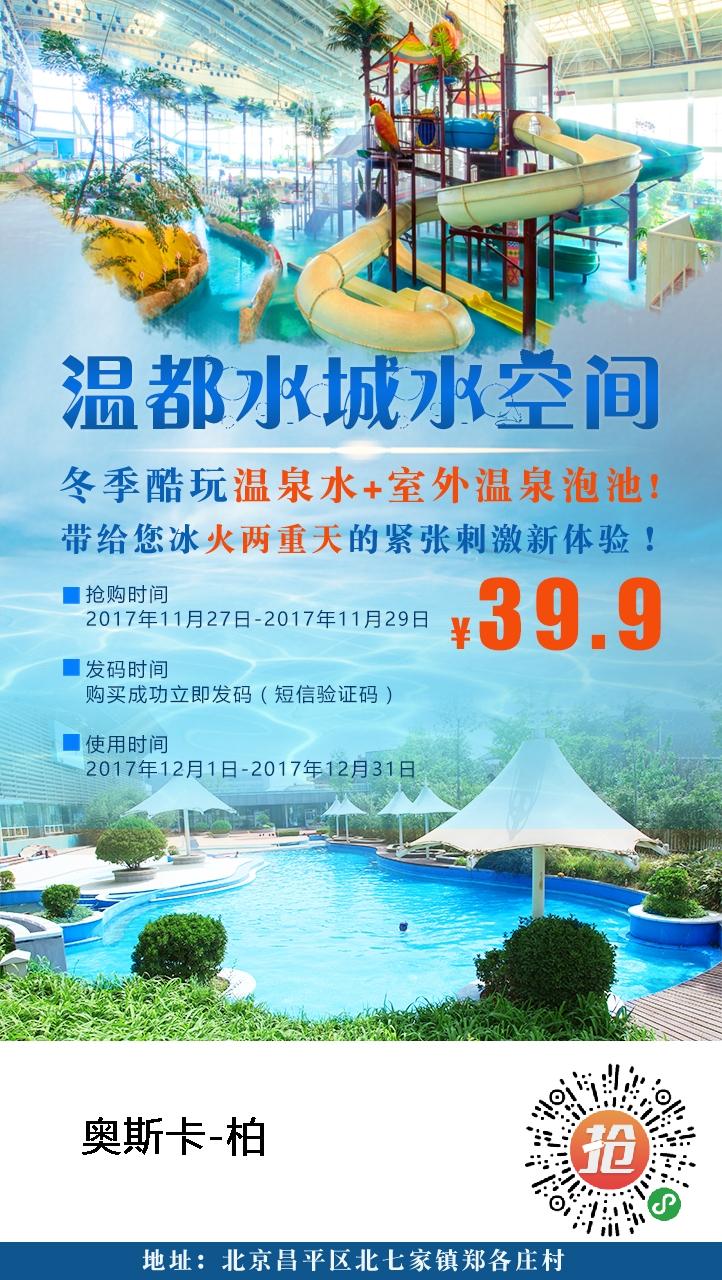 温都水城水空间
冬季酷玩温泉水+室外温泉泡池!
带给您冰火两重天的紧张刺激新体验！
抢购时间
2017年11月27日-2017年11月29日
¥39.9
发码时间
购买成功立即发码（短信验证码）
使用时间
2017年12月1日-2017年12月31日
奥斯卡-柏
抢
地址：北京昌平区北七家镇郑各庄村